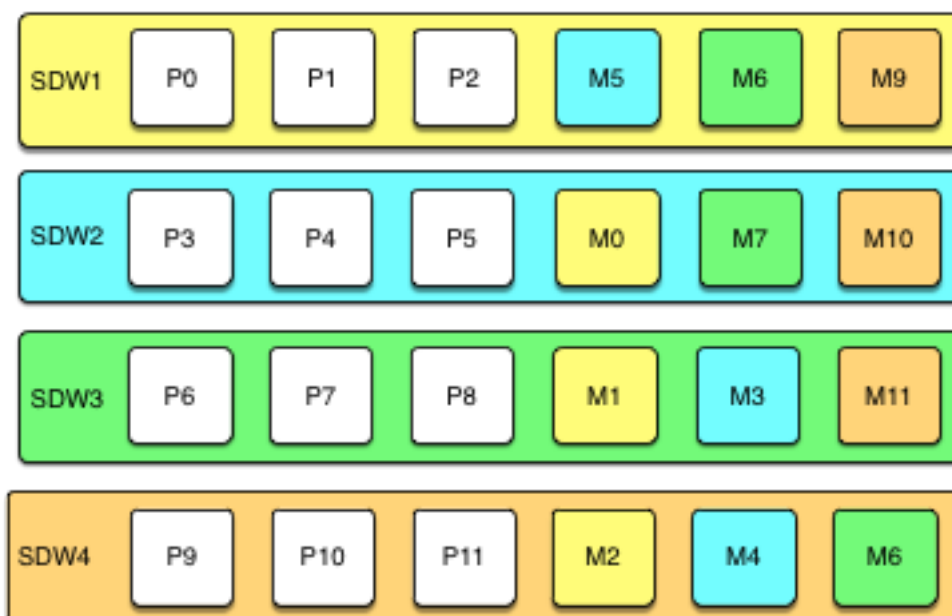 SDW1 P0 P1 P2 M5 M6 M9
SDW2 P3 P4 P5 M0 M7 M10
SDW3 P6 P7 P8 M1 M3 M11
SDW4 P9 P10 P11 M2 M4 M6